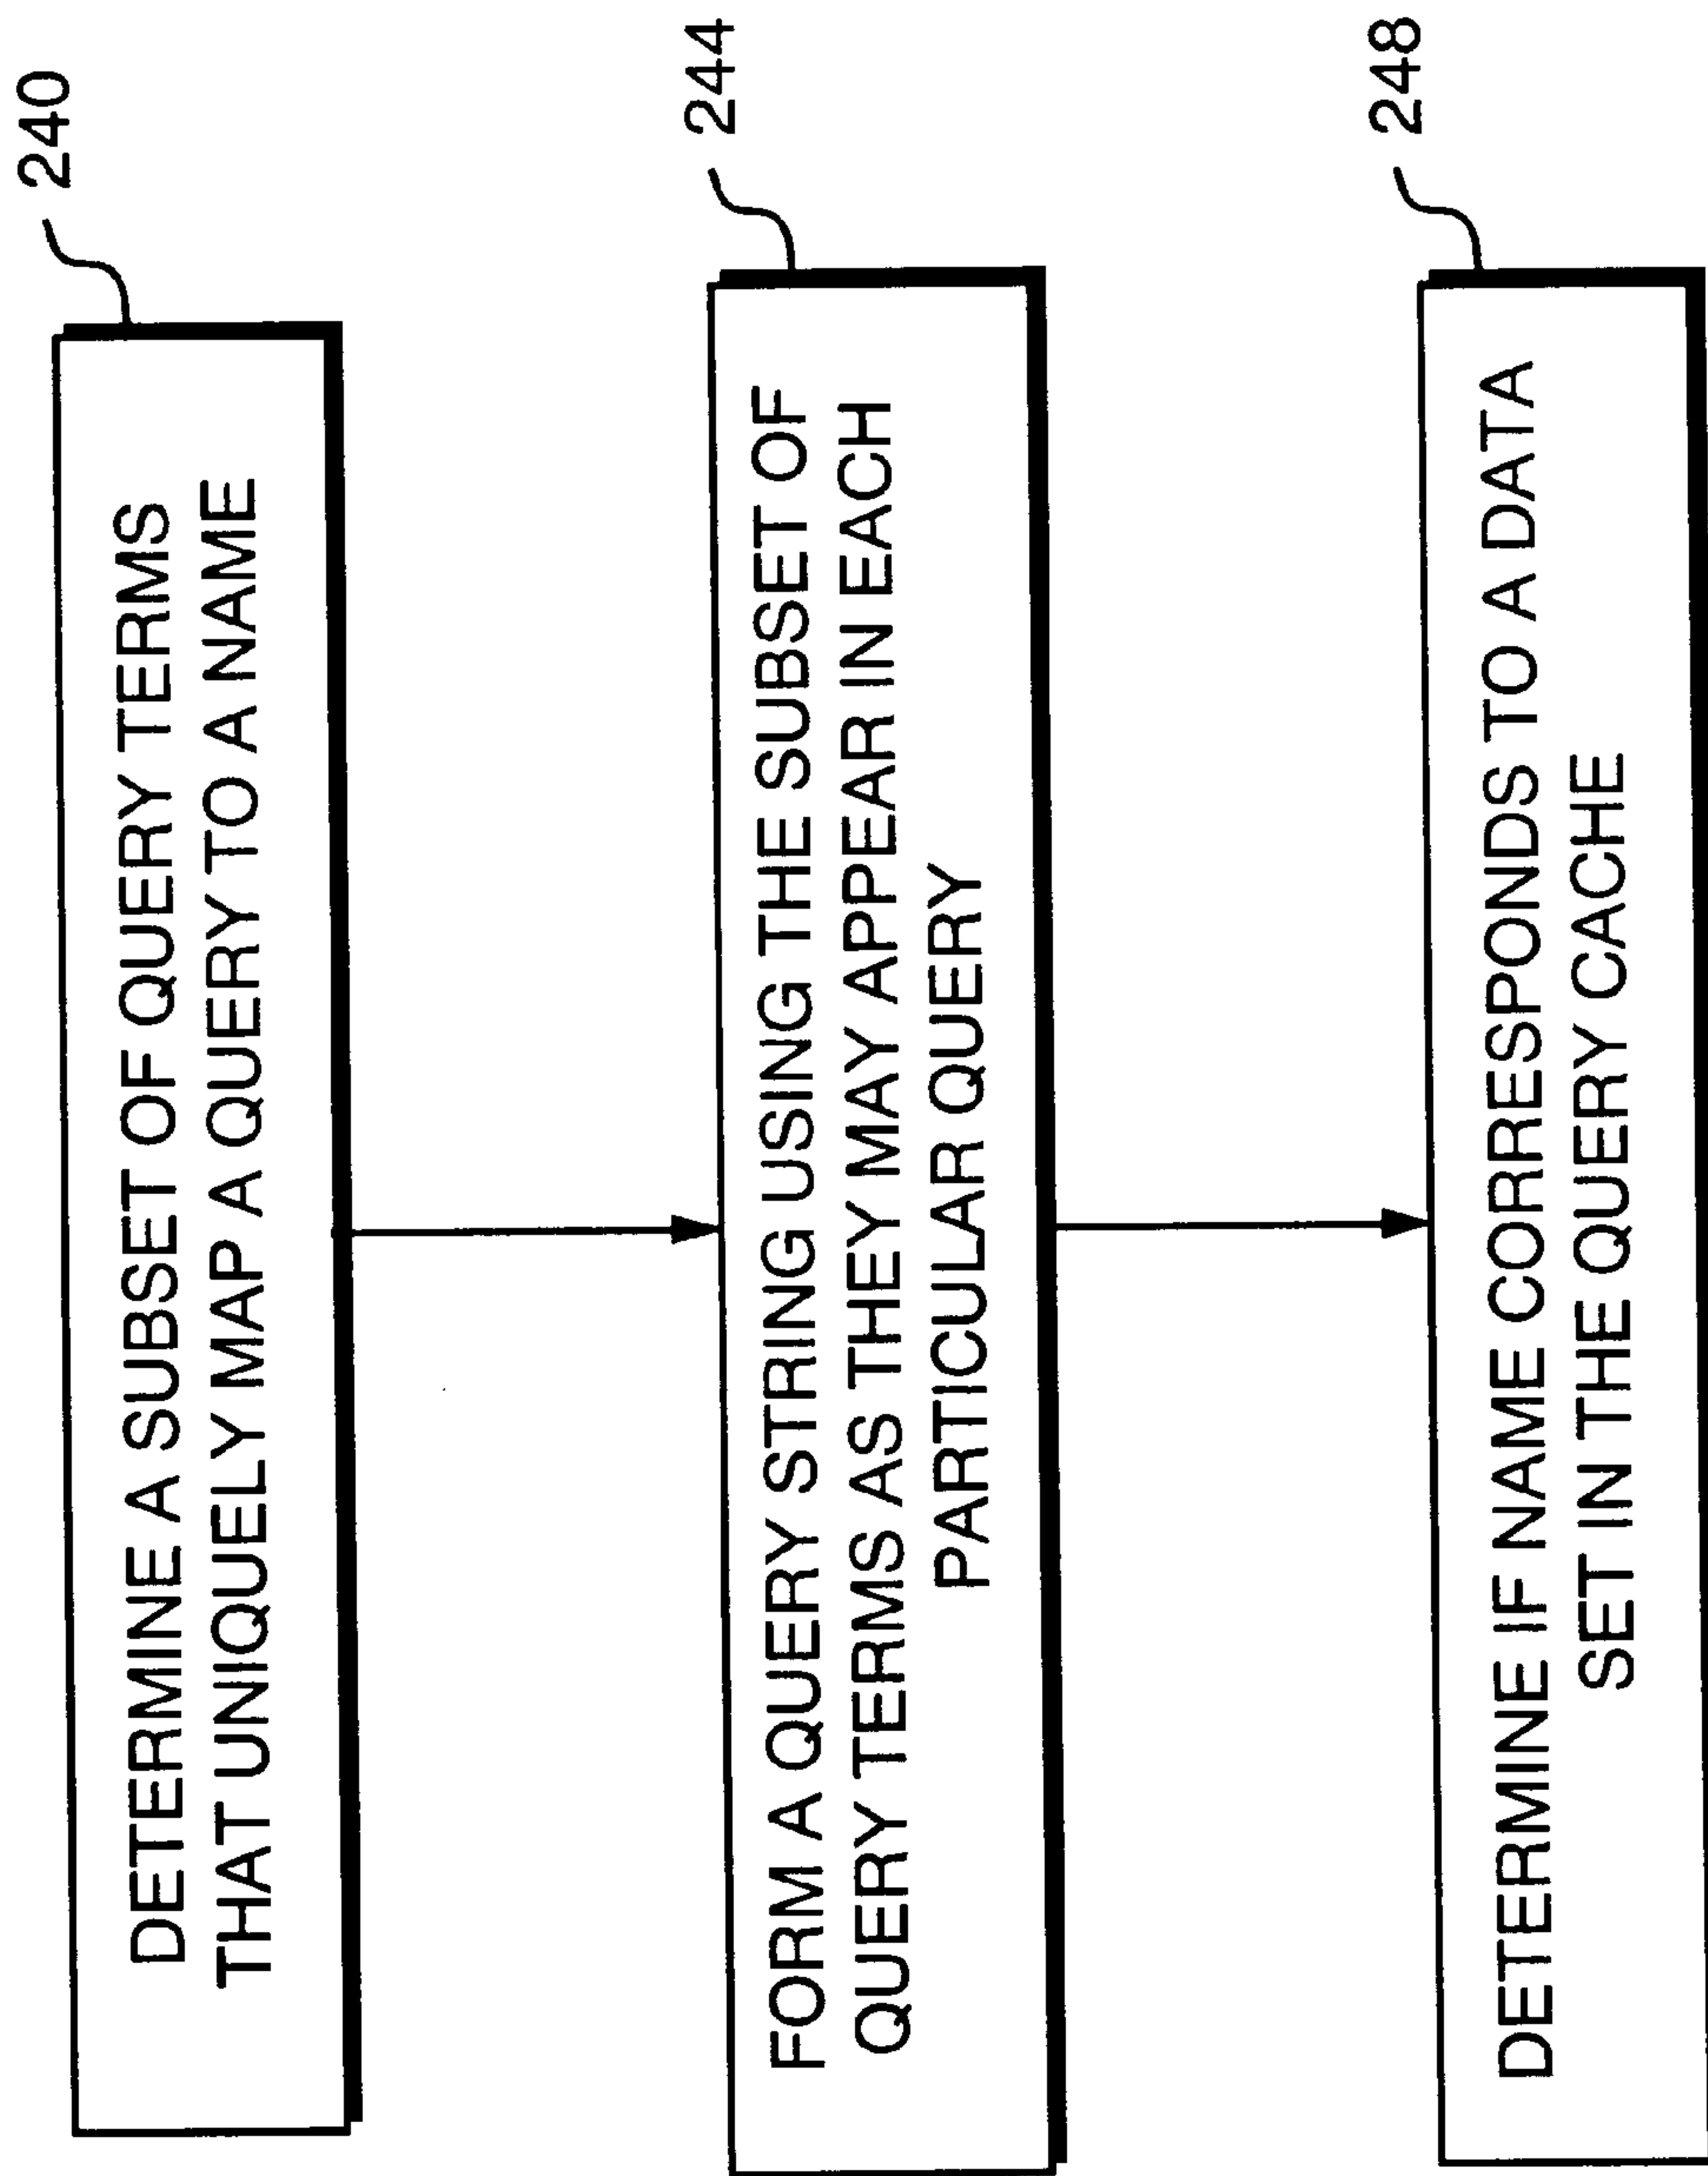 240
DETERMINE A SUBSET OF QUERY TERMS
THAT UNIQUELY MAP A QUERY TO A NAME
244
FORM A QUERY STRING USING THE SUBSET OF
QUERY TERMS AS THEY MAY APPEAR IN EACH
PARTICULAR QUERY
248
DETERMINE IF NAME CORRESPONDS TO A DATA
SET IN THE QUERY CACHE